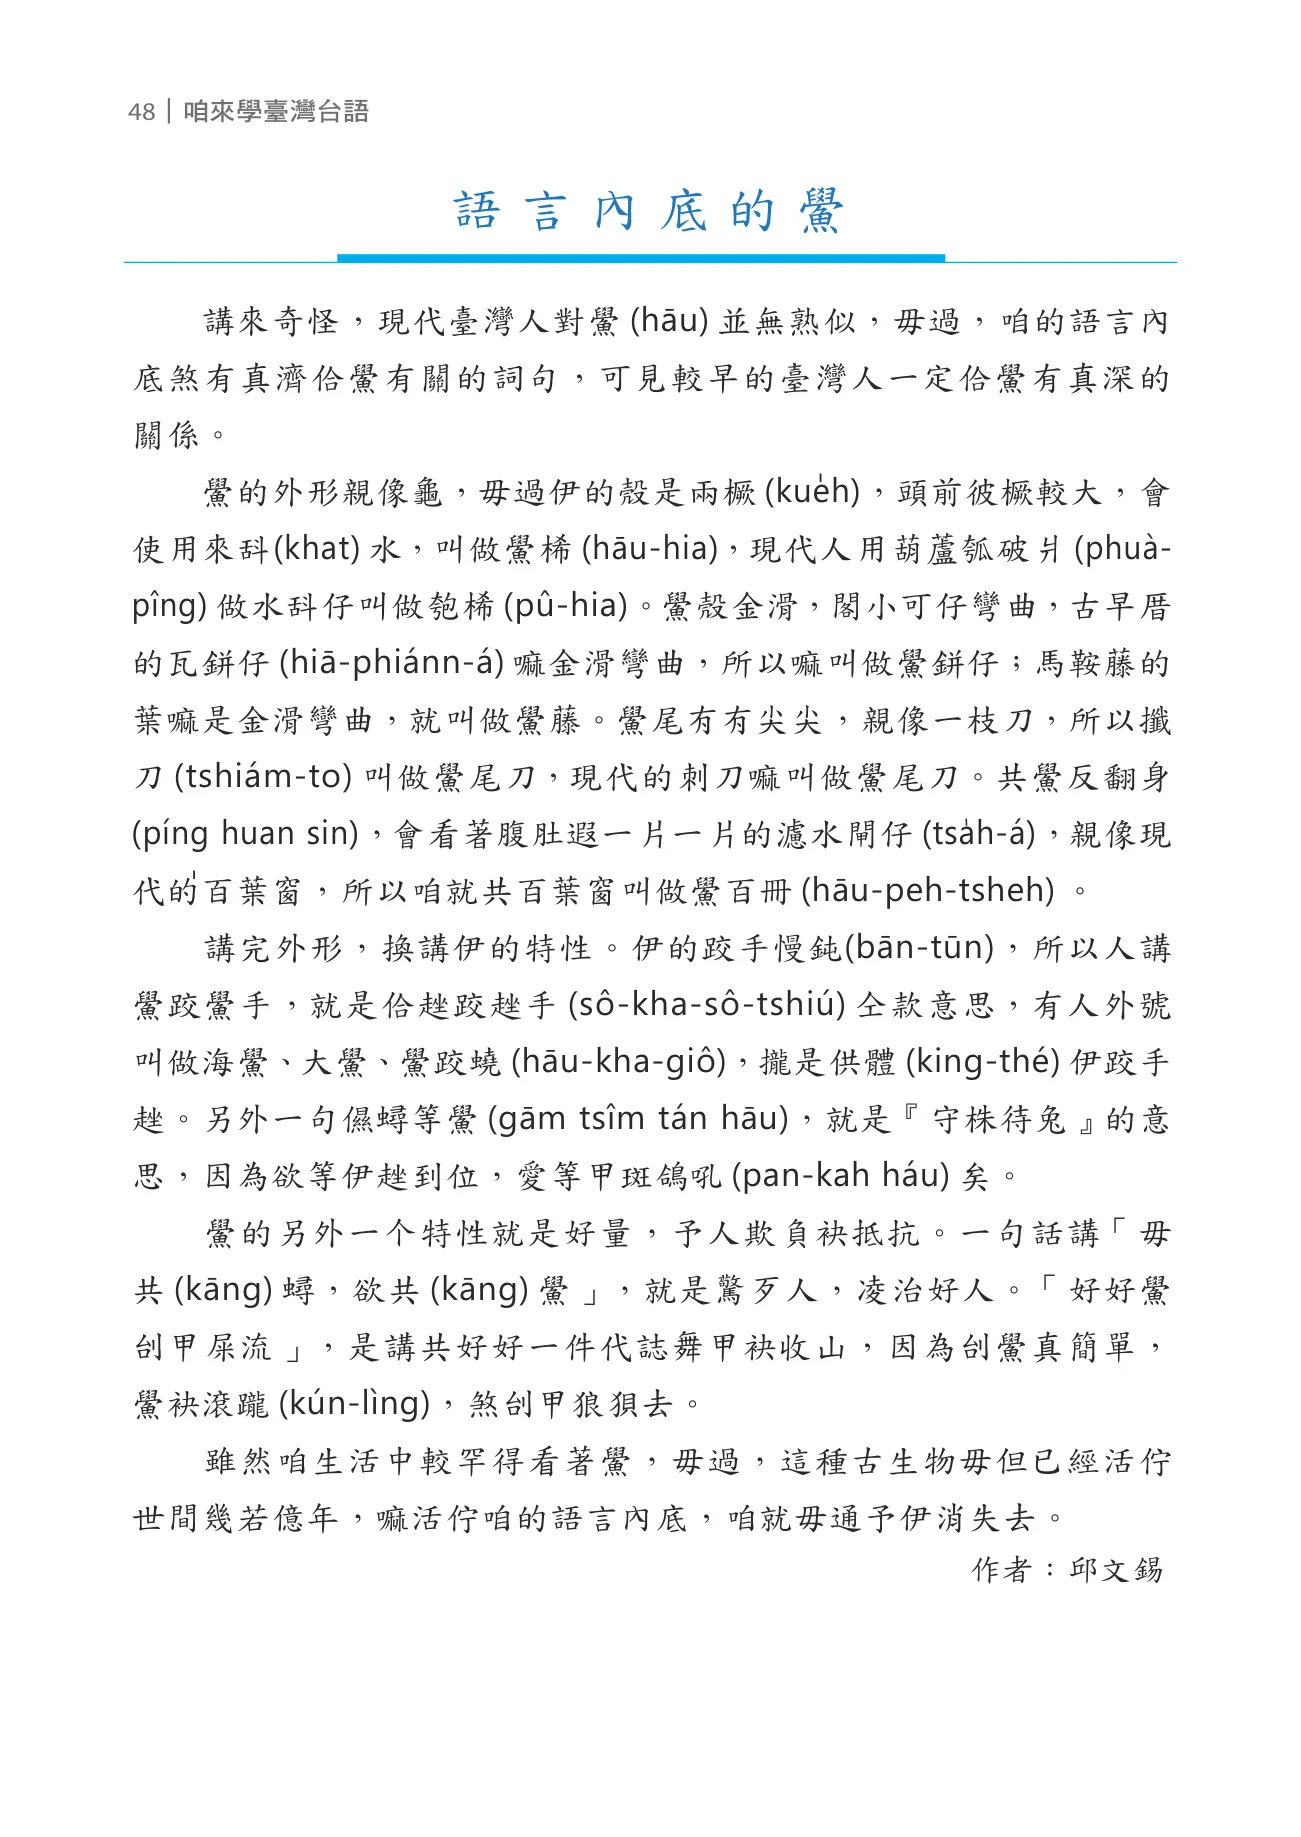 48｜咱來學臺灣台語
語言內底的鱟
講來奇怪，現代臺灣人對鱟 (hāu) 並無熟似，毋過，咱的語言內
底煞有真濟佮鱟有關的詞句，可見較早的臺灣人一定佮鱟有真深的
關係。
鱟的外形親像龜，毋過伊的殼是兩橛 (kue̍h)，頭前彼橛較大，會
使用來㪺(khat) 水，叫做鱟桸 (hāu-hia)，現代人用葫蘆瓠破爿 (phuà-
pîng) 做水㪺仔叫做匏桸 (pû-hia)。鱟殼金滑，閣小可仔彎曲，古早厝
的瓦鉼仔 (hiā-phiánn-á) 嘛金滑彎曲，所以嘛叫做鱟鉼仔；馬鞍藤的
葉嘛是金滑彎曲，就叫做鱟藤。鱟尾冇有尖尖，親像一枝刀，所以攕
刀 (tshiám-to) 叫做鱟尾刀，現代的刺刀嘛叫做鱟尾刀。共鱟反翻身
(píng huan sin)，會看著腹肚遐一片一片的濾水閘仔 (tsa̍h-á)，親像現
代的̍百葉窗，所以咱就共百葉窗叫做鱟百冊 (hāu-peh-tsheh) 。
講完外形，換講伊的特性。伊的跤手慢鈍(bān-tūn)，所以人講
鱟跤鱟手，就是佮趖跤趖手 (sô-kha-sô-tshiú) 仝款意思，有人外號
叫做海鱟、大鱟、鱟跤蟯 (hāu-kha-giô)，攏是供體 (king-thé) 伊跤手
趖。另外一句儑蟳等鱟 (gām tsîm tán hāu)，就是『守株待兔』的意
思，因為欲等伊趖到位，愛等甲斑鴿吼 (pan-kah háu) 矣。
鱟的另外一个特性就是好量，予人欺負袂抵抗。一句話講「毋
共 (kāng) 蟳，欲共 (kāng) 鱟」，就是驚歹人，凌治好人。「好好鱟
刣甲屎流」，是講共好好一件代誌舞甲袂收山，因為刣鱟真簡單，
鱟袂滾躘 (kún-lìng)，煞刣甲狼狽去。
雖然咱生活中較罕得看著鱟，毋過，這種古生物毋但已經活佇
世間幾若億年，嘛活佇咱的語言內底，咱就毋通予伊消失去。
作者：邱文錫